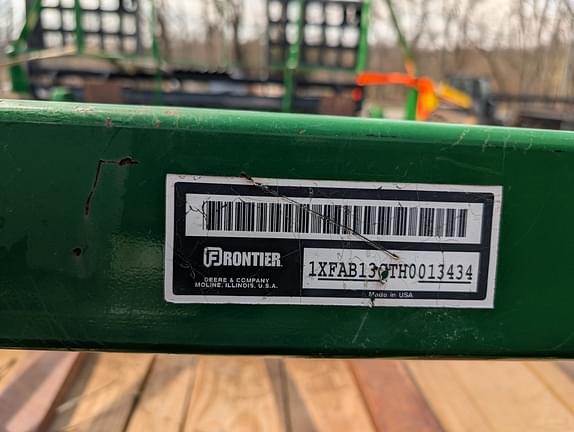 FRONTIER
DEERE & COMPANY
MOLINE, ILLINOIS, U.S.A.
Made in USA